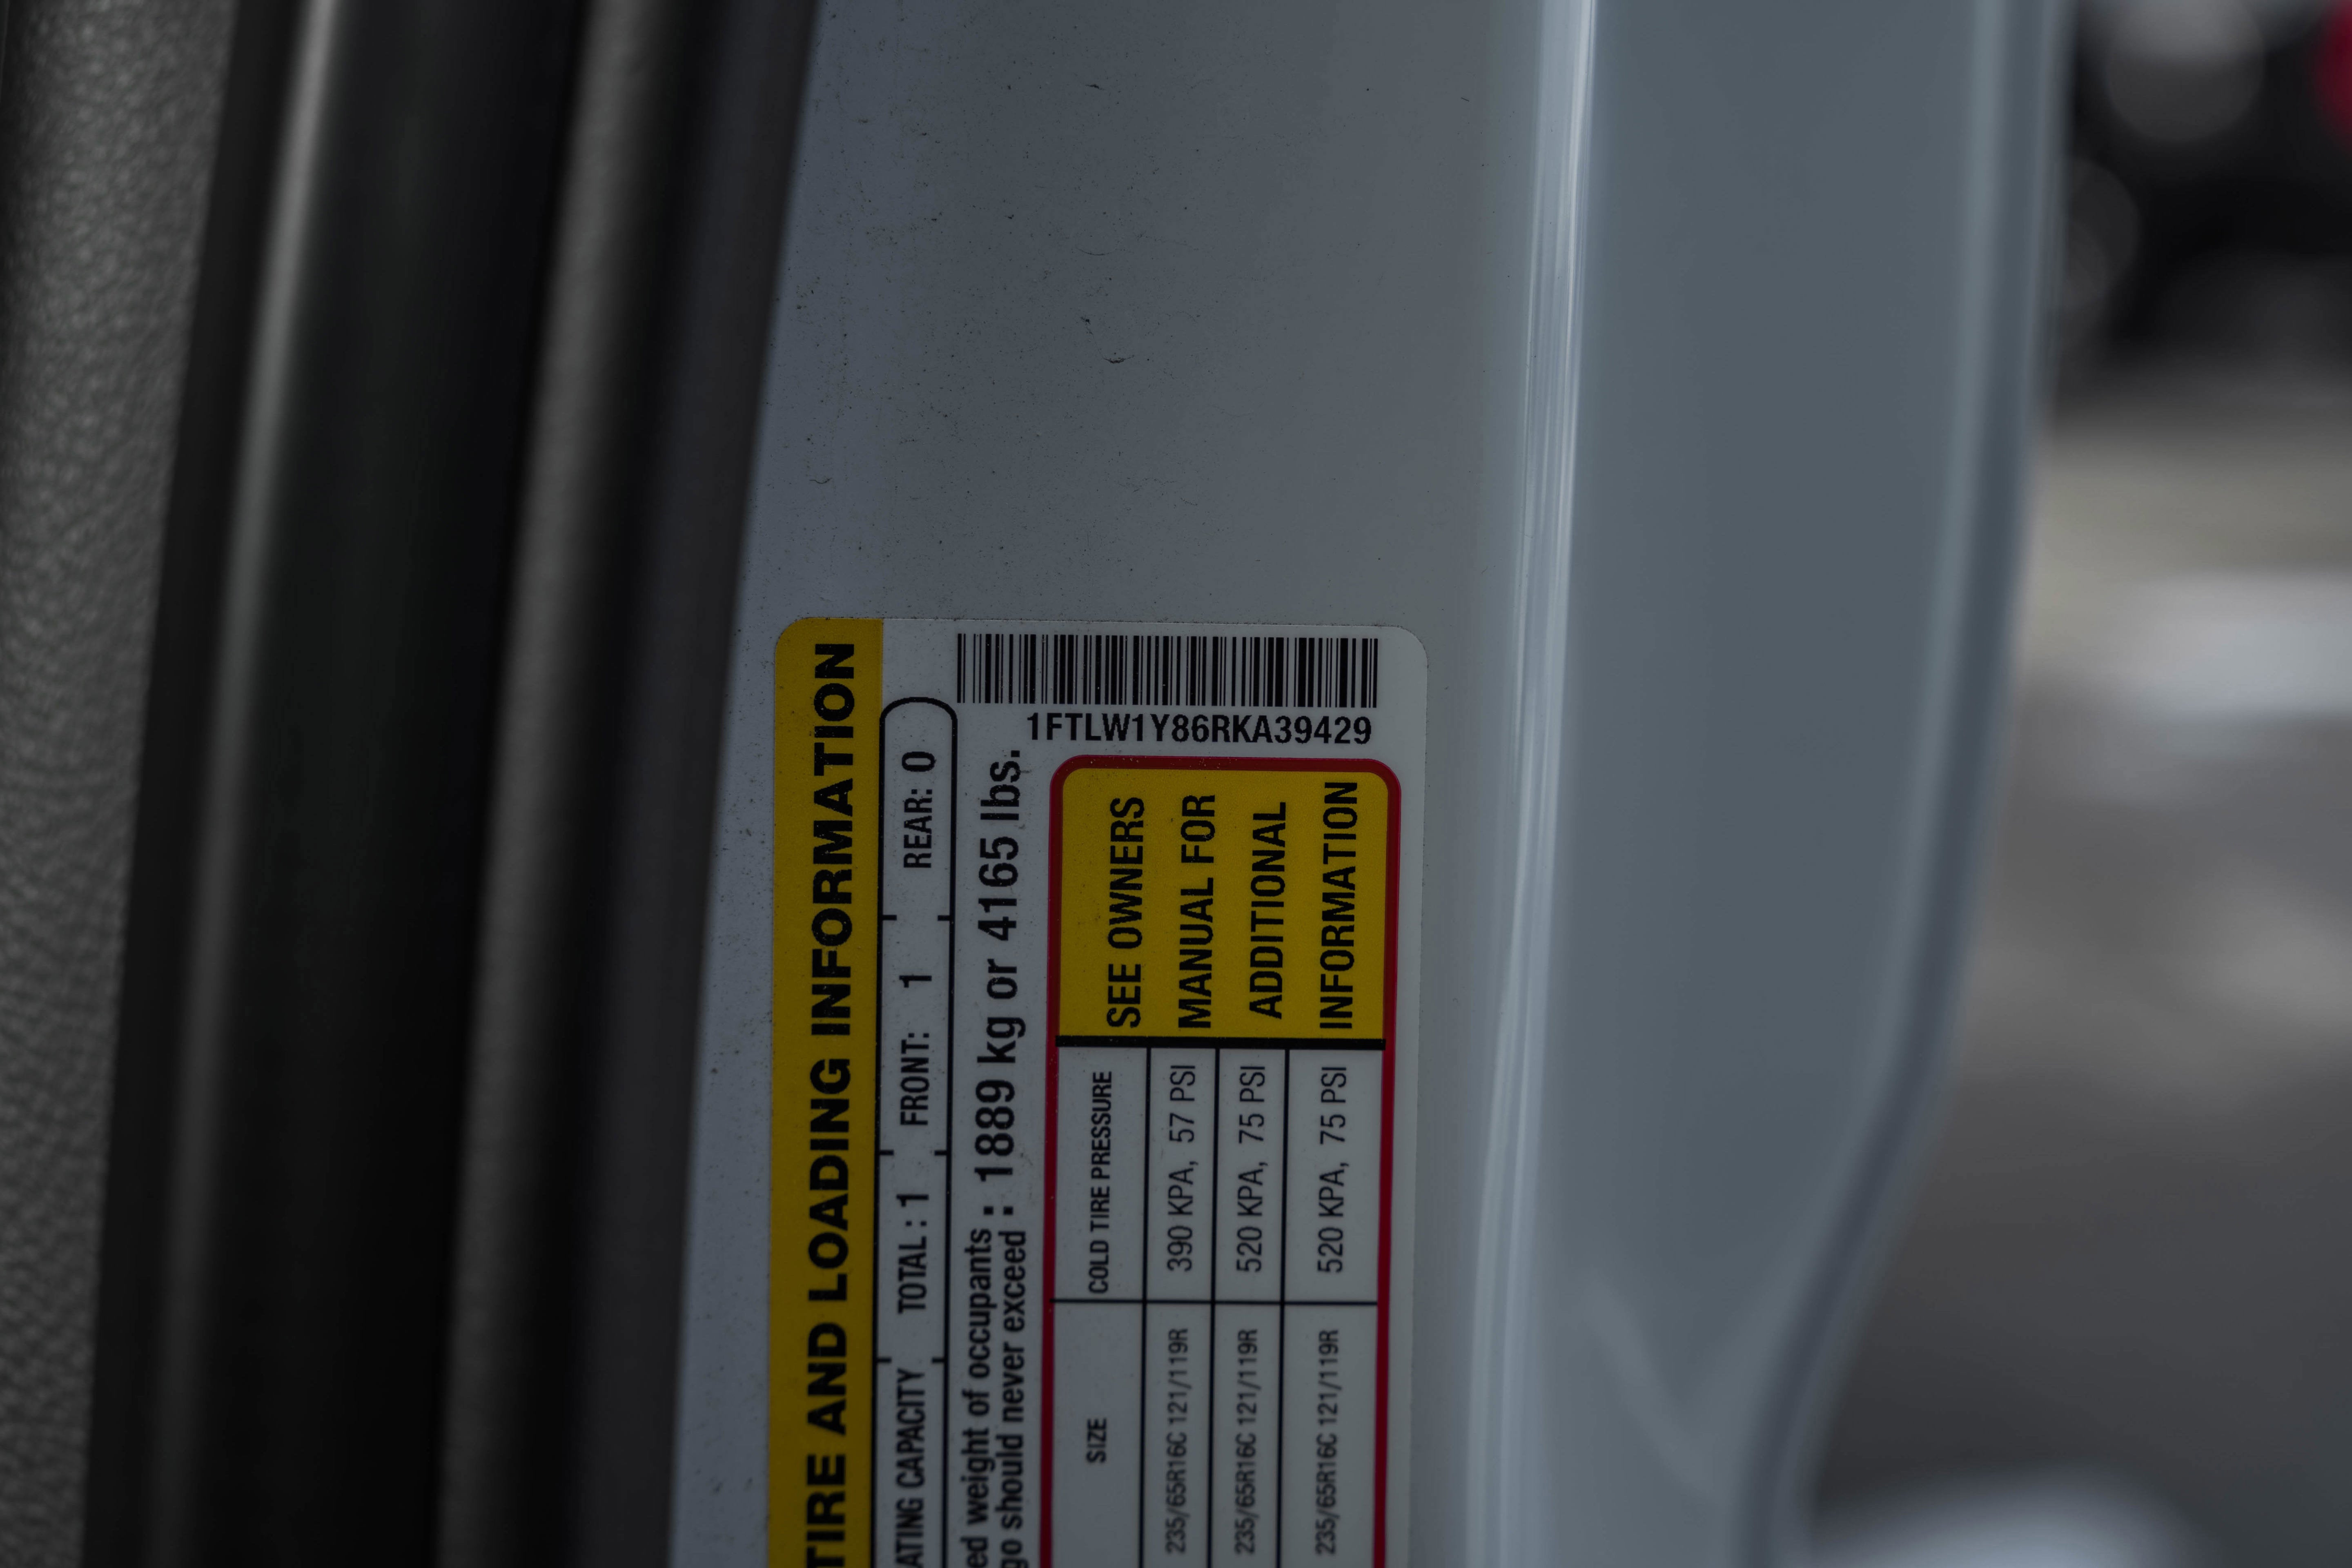 TIRE AND LOADING INFORMATION
ATING CAPACITY TOTAL : 1 FRONT: 1 REAR: 0
ed weight of occupants :
go should never exceed : 1889 kg or 4165 lbs.
1FTLW1Y86RKA39429
SIZE COLD TIRE PRESSURE
235/65R16C 121/119R 390 KPA, 57 PSI
235/65R16C 121/119R 520 KPA, 75 PSI
235/65R16C 121/119R 520 KPA, 75 PSI
SEE OWNERS
MANUAL FOR
ADDITIONAL
INFORMATION